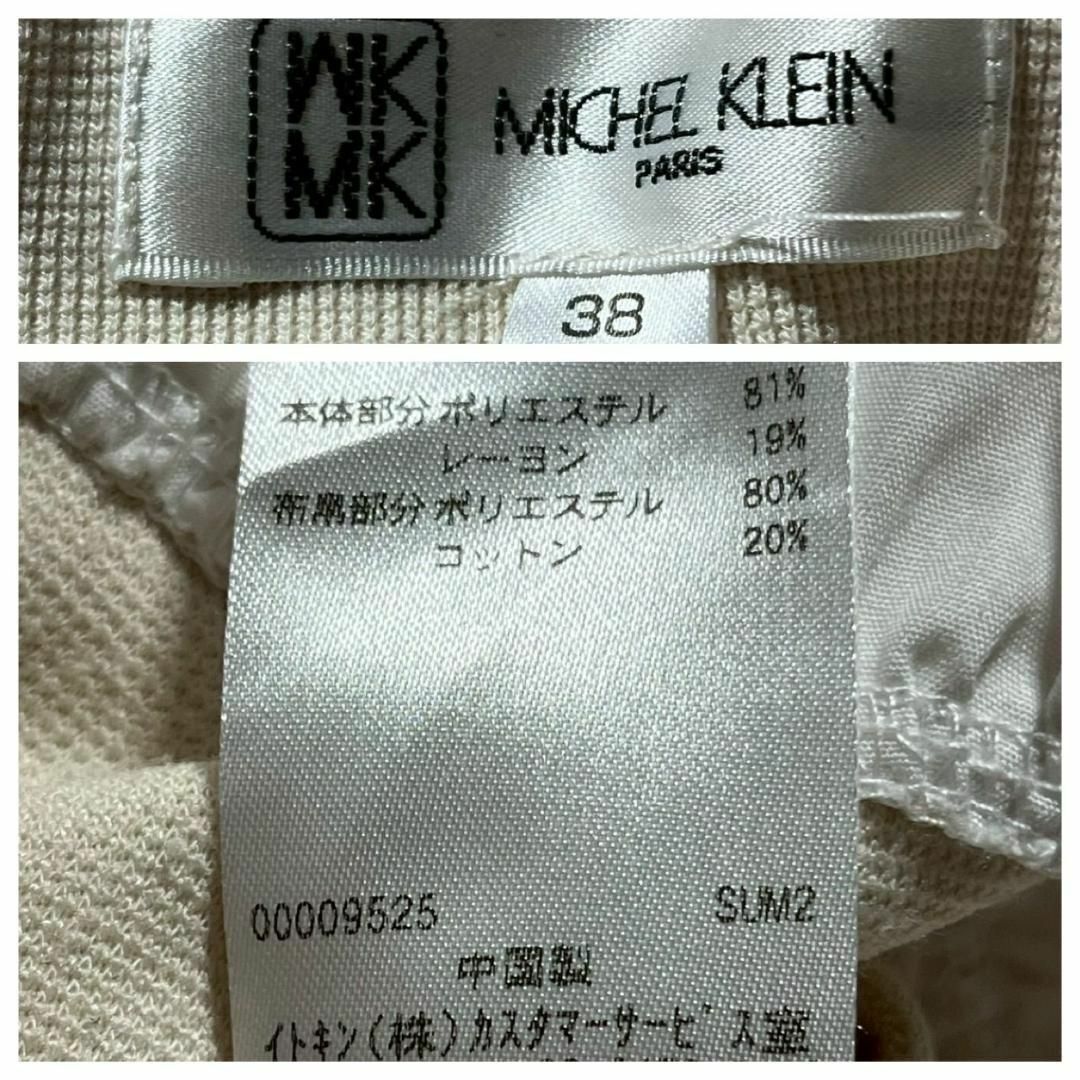 MK
MK
MICHEL KLEIN
PARIS
38
本体部分 ポリエステル 81%
レーヨン 19%
布帛部分 ポリエステル 80%
コットン 20%
00009525 SUM2
中国製
イトキン(株)カスタマーサービス室